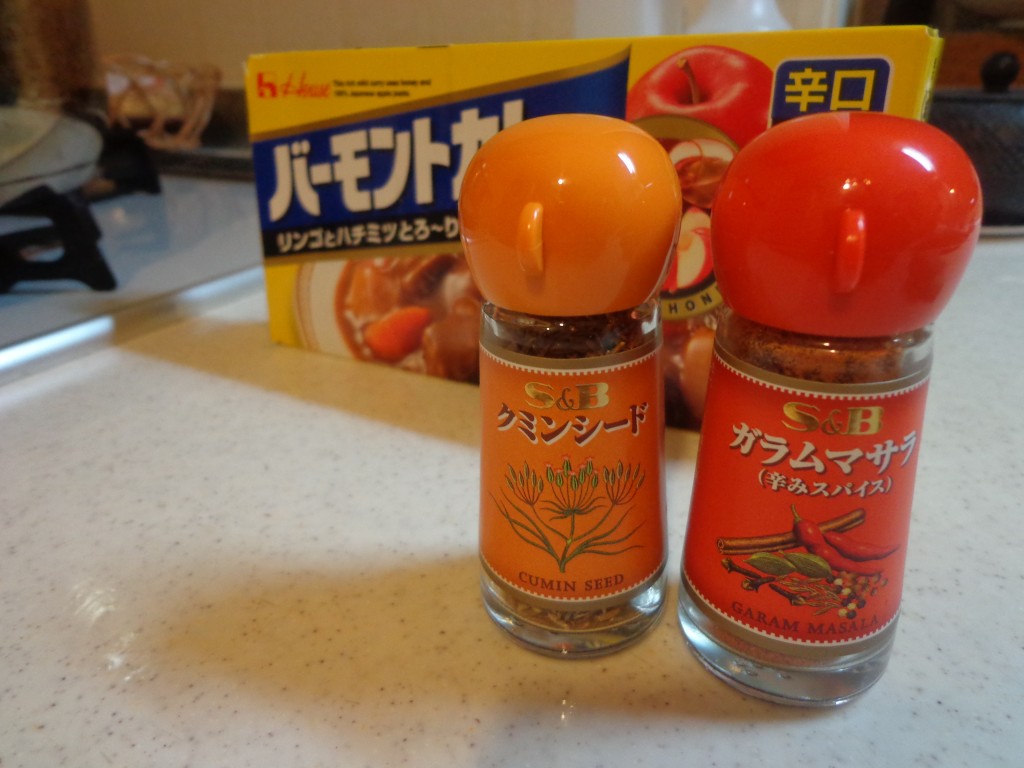 House
バーモントカレ
リンゴとハチミツとろ〜り
辛口
HON
S&B
クミンシード
CUMIN SEED
S&B
ガラムマサラ
(辛みスパイス)
GARAM MASALA